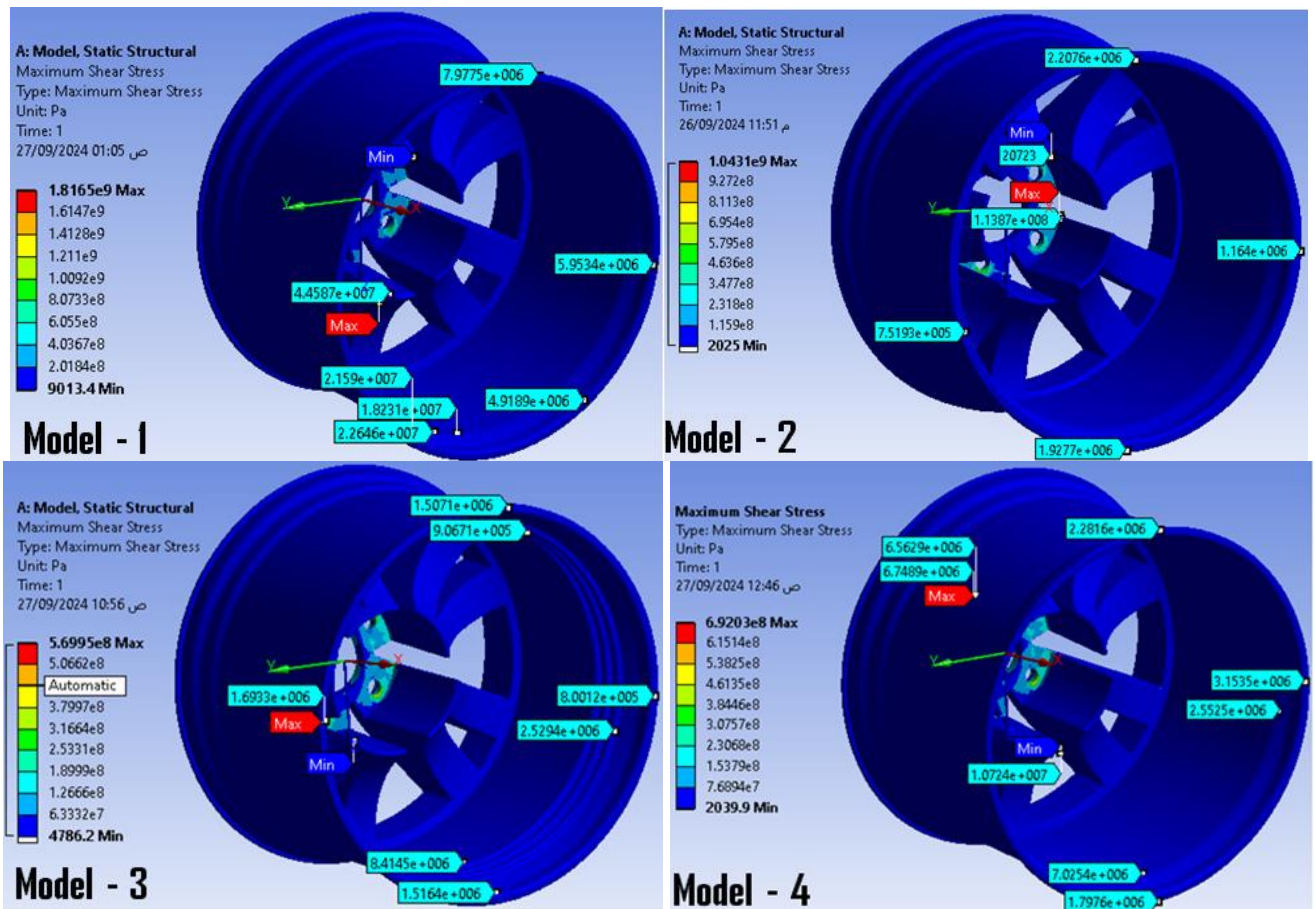 A: Model, Static Structural
Maximum Shear Stress
Type: Maximum Shear Stress
Unit: Pa
Time: 1
27/09/2024 01:05 ص
1.8165e9 Max
1.6147e9
1.4128e9
1.211e9
1.0092e9
8.0733e8
6.055e8
4.0367e8
2.0184e8
9013.4 Min
7.9775e+006
Min
Y
X
5.9534e+006
4.4587e+007
Max
2.159e+007
1.8231e+007
4.9189e+006
2.2646e+007
Model - 1
A: Model, Static Structural
Maximum Shear Stress
Type: Maximum Shear Stress
Unit: Pa
Time: 1
26/09/2024 11:51 م
1.0431e9 Max
9.272e8
8.113e8
6.954e8
5.795e8
4.636e8
3.477e8
2.318e8
1.159e8
2025 Min
2.2076e+006
Min
20723
Max
Y
1.1387e+008
1.164e+006
7.5193e+005
1.9277e+006
Model - 2
A: Model, Static Structural
Maximum Shear Stress
Type: Maximum Shear Stress
Unit: Pa
Time: 1
27/09/2024 10:56 ص
5.6995e8 Max
5.0662e8
Automatic
3.7997e8
3.1664e8
2.5331e8
1.8999e8
1.2666e8
6.3332e7
4786.2 Min
1.5071e+006
9.0671e+005
Y
X
1.6933e+006
8.0012e+005
Max
2.5294e+006
Min
8.4145e+006
1.5164e+006
Model - 3
Maximum Shear Stress
Type: Maximum Shear Stress
Unit: Pa
Time: 1
27/09/2024 12:46 ص
6.9203e8 Max
6.1514e8
5.3825e8
4.6135e8
3.8446e8
3.0757e8
2.3068e8
1.5379e8
7.6894e7
2039.9 Min
2.2816e+006
6.5629e+006
6.7489e+006
Max
Y
X
3.1535e+006
2.5525e+006
Min
1.0724e+007
7.0254e+006
1.7976e+006
Model - 4